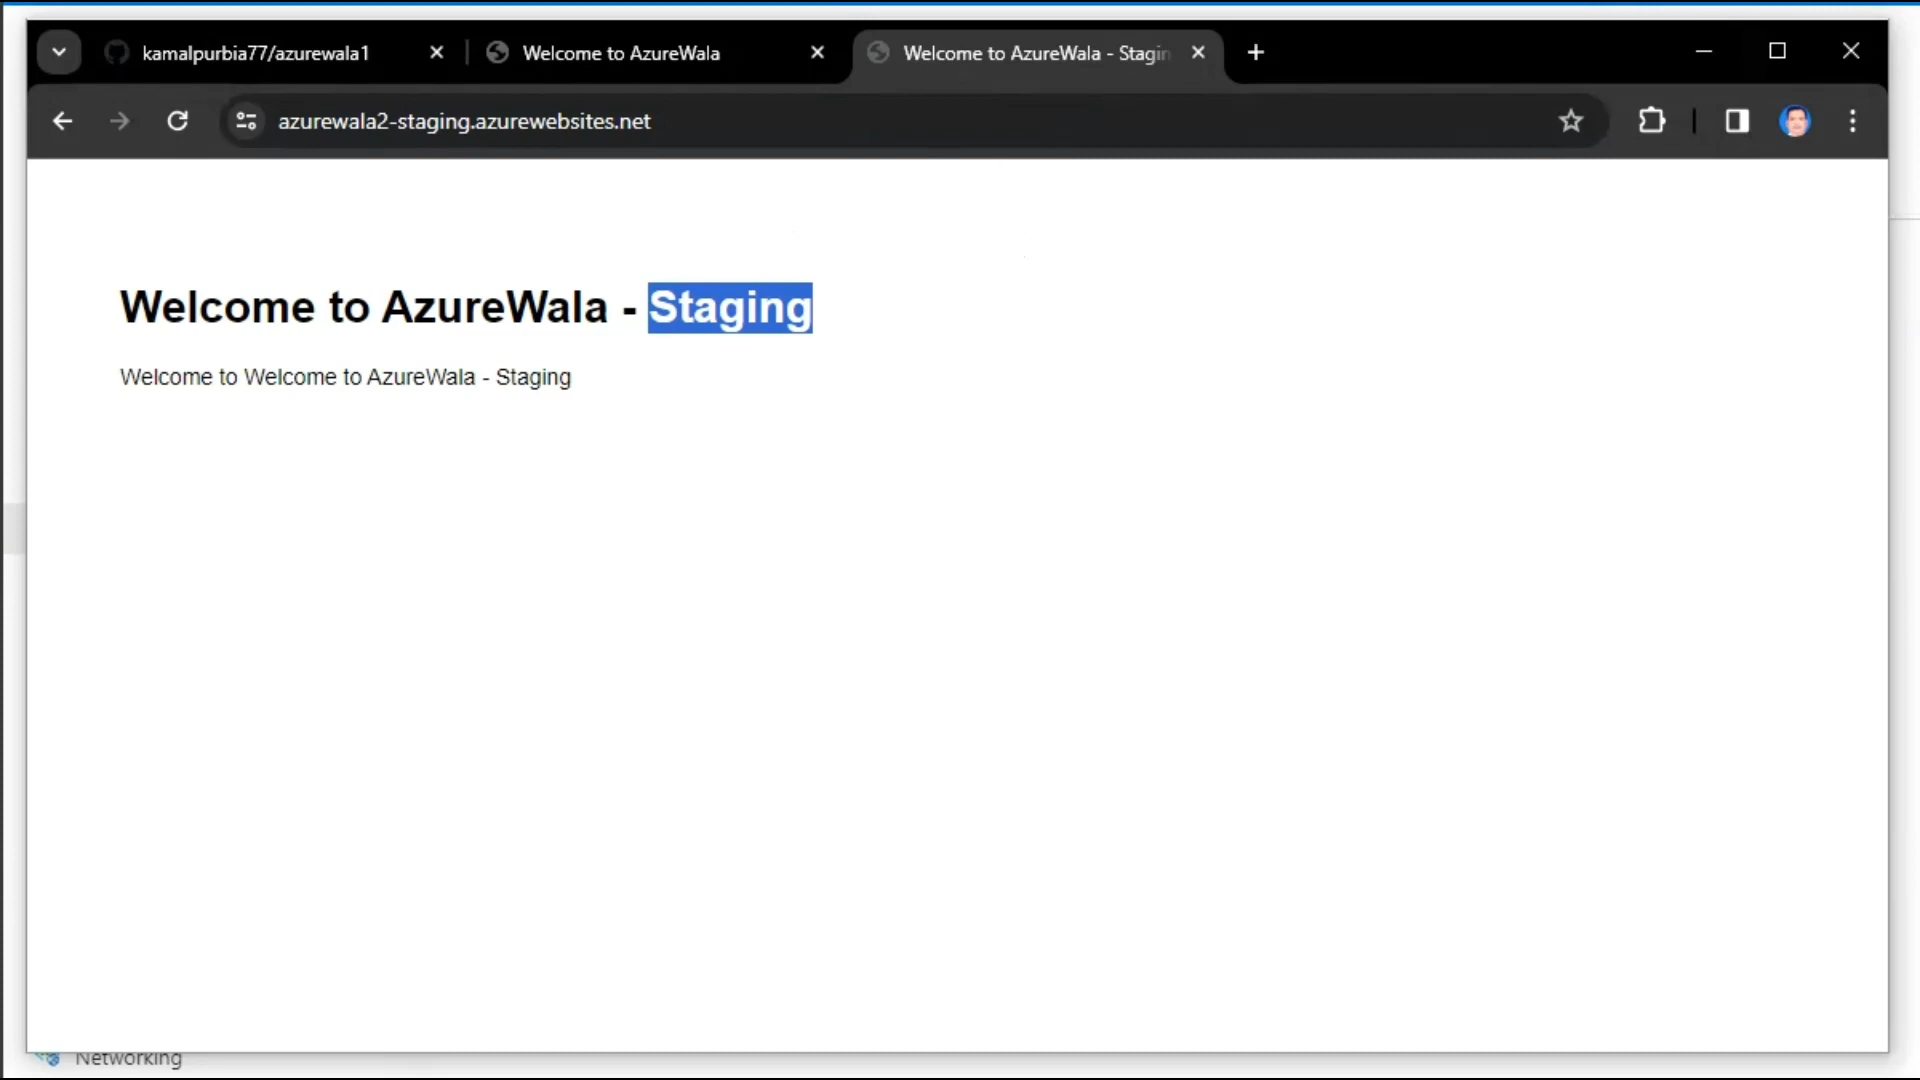 kamalpurbia77/azurewala1
Welcome to AzureWala
Welcome to AzureWala - Stagin
azurewala2-staging.azurewebsites.net
Welcome to AzureWala - Staging
Welcome to Welcome to AzureWala - Staging
Networking